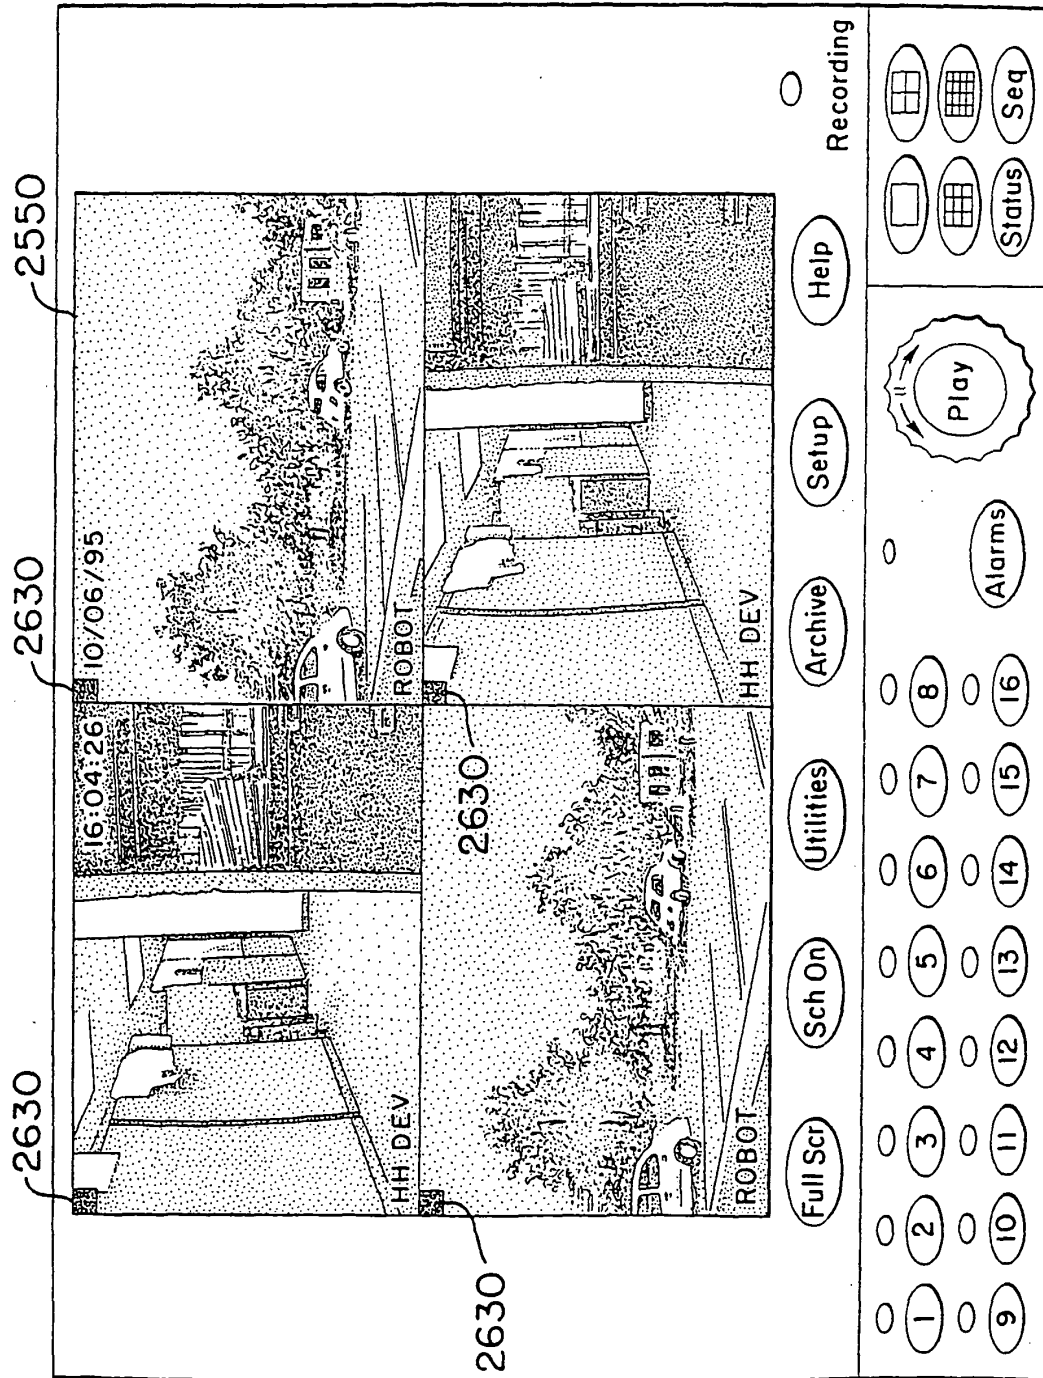 2630
2630
2550
16:04:26
10/06/95
HH DEV
ROBOT
2630
2630
ROBOT
HH DEV
Recording
Full Scr
Sch On
Utilities
Archive
Setup
Help
1 2 3 4 5 6 7 8
9 10 11 12 13 14 15 16
Alarms
Play
Status
Seq